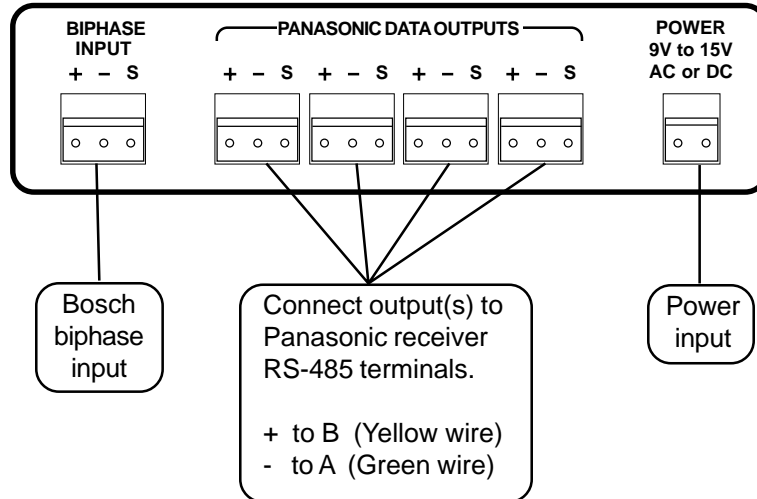 BIPHASE
INPUT
+ – S
PANASONIC DATA OUTPUTS
+ – S + – S + – S + – S
POWER
9V to 15V
AC or DC
Bosch
biphase
input
Connect output(s) to
Panasonic receiver
RS-485 terminals.
+ to B (Yellow wire)
- to A (Green wire)
Power
input